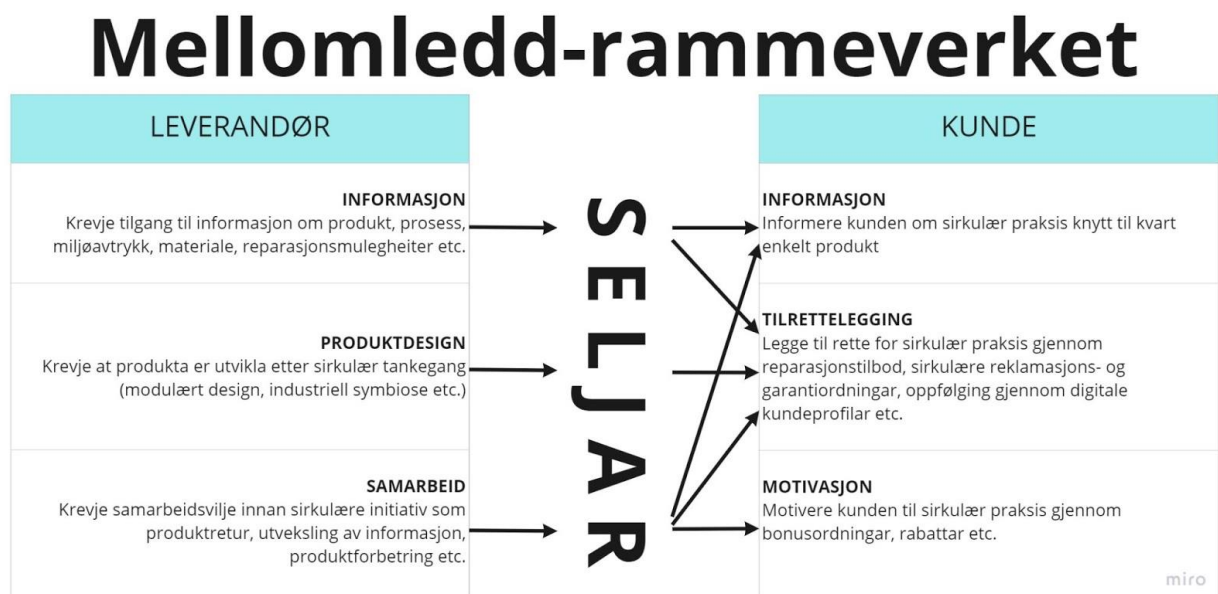 Mellomledd-rammeverket
LEVERANDØR
INFORMASJON
Krevje tilgang til informasjon om produkt, prosess,
miljøavtrykk, materiale, reparasjonsmulegheiter etc.
PRODUKTDESIGN
Krevje at produkta er utvikla etter sirkulær tankegang
(modulært design, industriell symbiose etc.)
SAMARBEID
Krevje samarbeidsvilje innan sirkulære initiativ som
produktretur, utveksling av informasjon,
produktforbetring etc.
SELJAR
KUNDE
INFORMASJON
Informere kunden om sirkulær praksis knytt til kvart
enkelt produkt
TILRETTELEGGING
Legge til rette for sirkulær praksis gjennom
reparasjonstilbod, sirkulære reklamasjons- og
garantiordningar, oppfølging gjennom digitale
kundeprofilar etc.
MOTIVASJON
Motivere kunden til sirkulær praksis gjennom
bonusordningar, rabattar etc.
miro